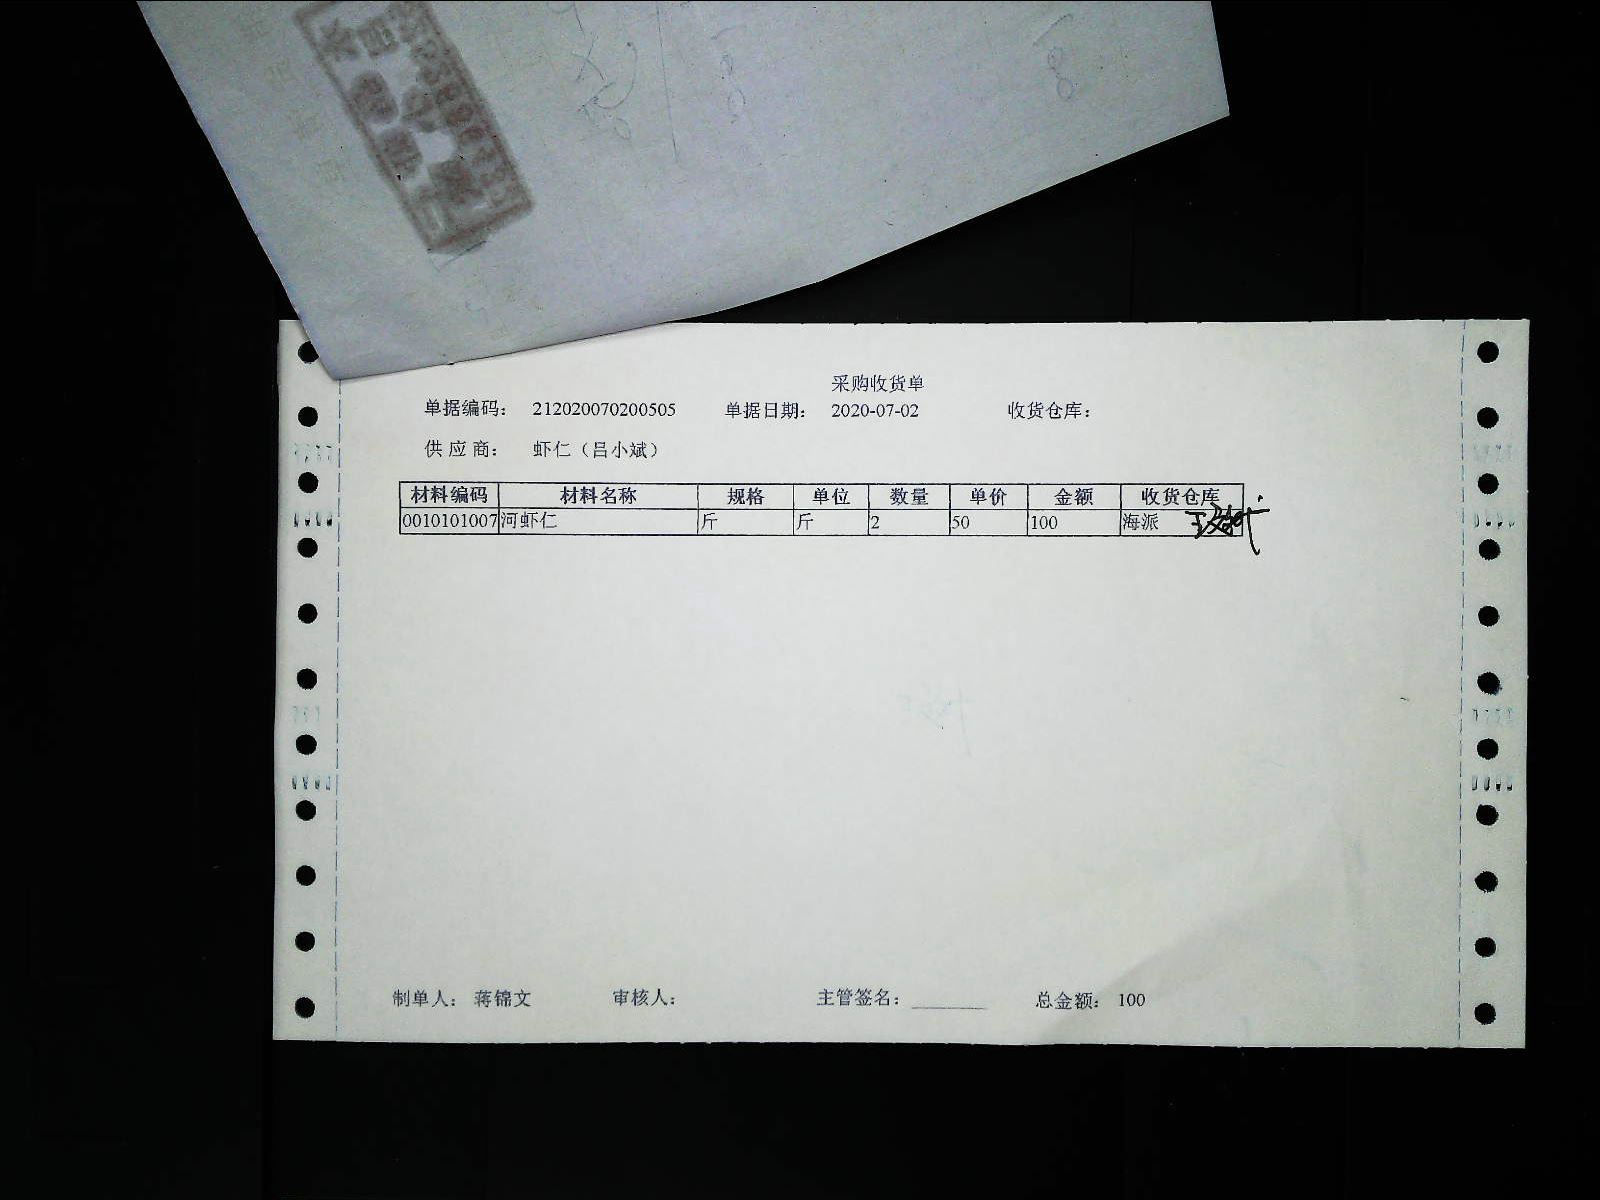 采购收货单
单据编码： 212020070200505 单据日期： 2020-07-02 收货仓库：
供应商： 虾仁（吕小斌）
材料编码 材料名称 规格 单位 数量 单价 金额 收货仓库
0010101007 河虾仁 斤 斤 2 50 100 海派
制单人： 蒋锦文 审核人： 主管签名： 总金额： 100